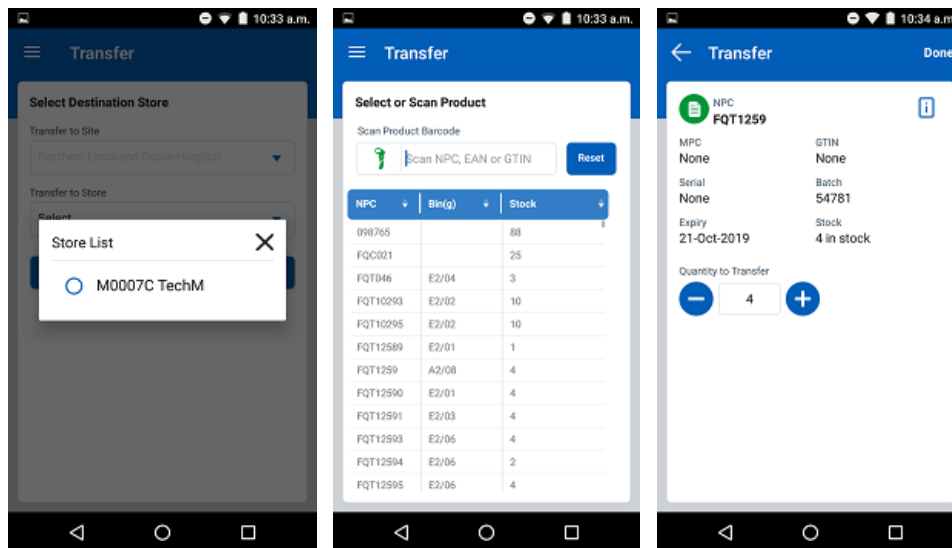 10:33 a.m.
Transfer
Select Destination Store
Transfer to Site
Northern Lincs and Goole Hospital
Transfer to Store
Select
Store List
M0007C TechM
10:33 a.m.
Transfer
Select or Scan Product
Scan Product Barcode
Scan NPC, EAN or GTIN Reset
NPC Bin(g) Stock
098765 88
FQC021 25
FQT046 E2/04 3
FQT10293 E2/02 10
FQT10295 E2/02 10
FQT12589 E2/01 1
FQT1259 A2/08 4
FQT12590 E2/01 4
FQT12591 E2/03 4
FQT12593 E2/06 4
FQT12594 E2/06 2
FQT12595 E2/06 4
10:34 a.m
Transfer Done
NPC
FQT1259
MPC GTIN
None None
Serial Batch
None 54781
Expiry Stock
21-Oct-2019 4 in stock
Quantity to Transfer
4